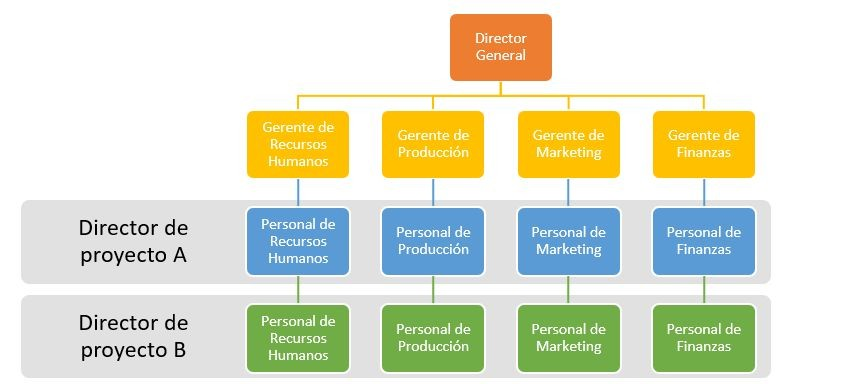 Director
General
Gerente de
Recursos
Humanos
Gerente de
Producción
Gerente de
Marketing
Gerente de
Finanzas
Director de
proyecto A
Personal de
Recursos
Humanos
Personal de
Producción
Personal de
Marketing
Personal de
Finanzas
Director de
proyecto B
Personal de
Recursos
Humanos
Personal de
Producción
Personal de
Marketing
Personal de
Finanzas